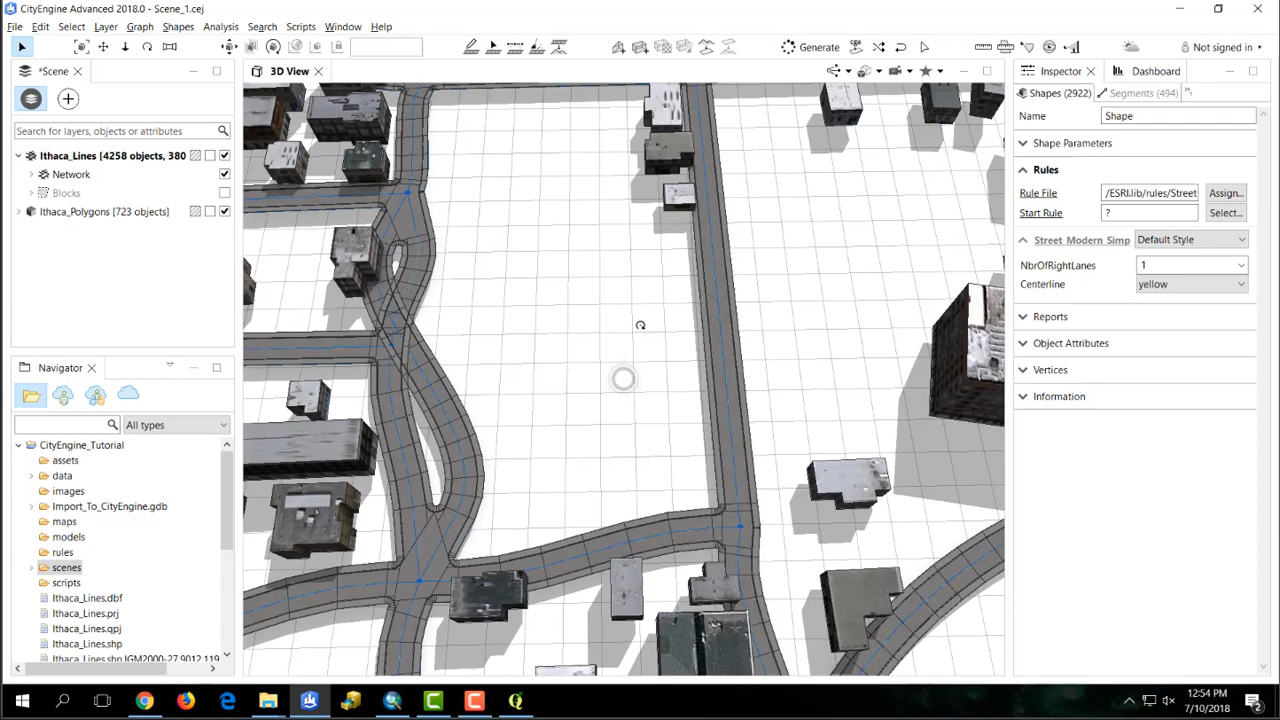 CityEngine Advanced 2018.0 - Scene_1.cej
File Edit Select Layer Graph Shapes Analysis Search Scripts Window Help
Generate
Not signed in
*Scene
3D View
Inspector
Dashboard
Shapes (2922)
Segments (494)
Name
Shape
Search for layers, objects or attributes
Shape Parameters
Ithaca_Lines [4258 objects, 380
Rules
Network
Rule File
/ESRI.lib/rules/Street
Assign...
Blocks
Start Rule
?
Select...
Ithaca_Polygons [723 objects]
Street_Modern_Simp
Default Style
NbrOfRightLanes
1
Centerline
yellow
Reports
Object Attributes
Vertices
Information
Navigator
All types
CityEngine_Tutorial
assets
data
images
Import_To_CityEngine.gdb
maps
models
rules
scenes
scripts
Ithaca_Lines.dbf
Ithaca_Lines.prj
Ithaca_Lines.qpj
Ithaca_Lines.shp
12:54 PM
7/10/2018
2